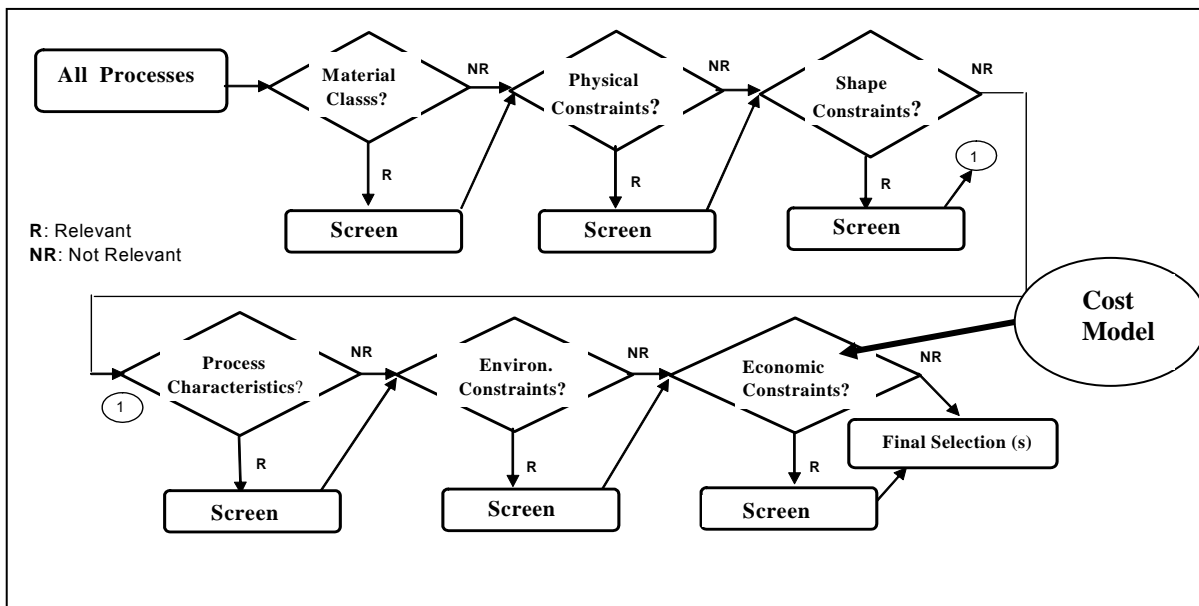 All Processes
Material
Classs?
NR
Physical
Constraints?
NR
Shape
Constraints?
NR
R
R
R
1
Screen
Screen
Screen
R: Relevant
NR: Not Relevant
Cost
Model
Process
Characteristics?
NR
Environ.
Constraints?
NR
Economic
Constraints?
NR
1
Final Selection (s)
R
R
R
Screen
Screen
Screen